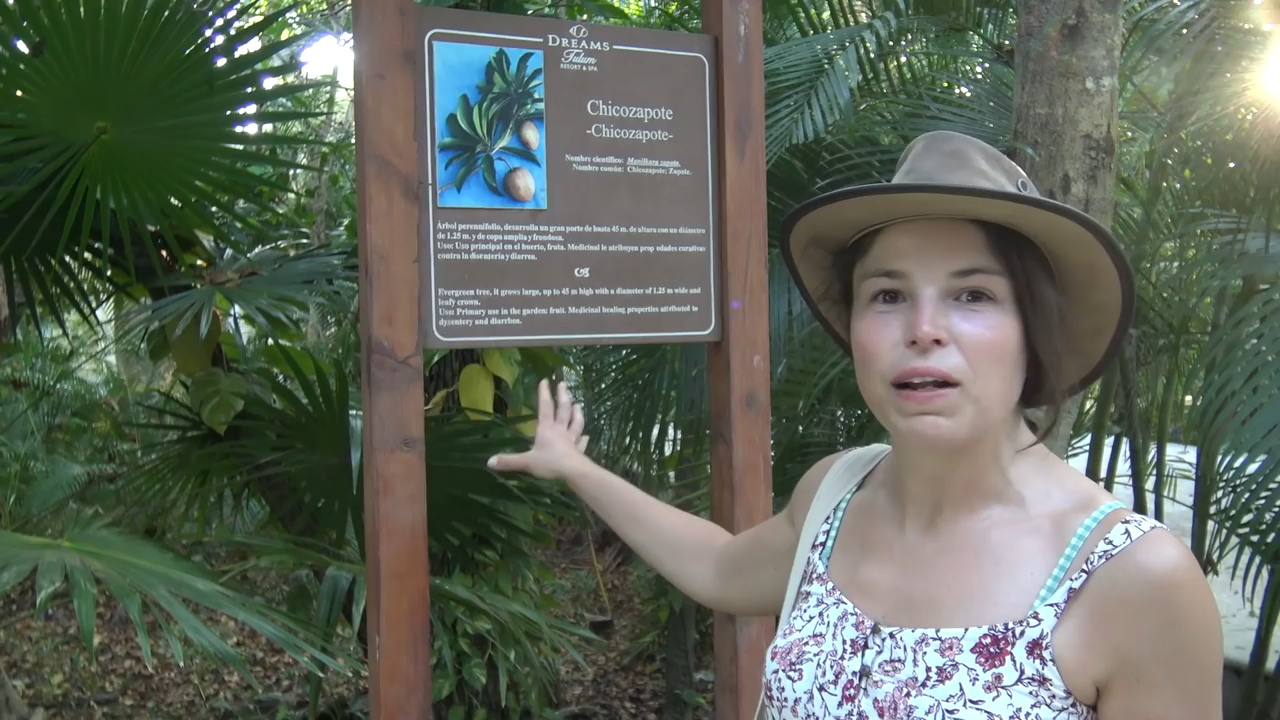 DREAMS
Tulum
RESORT & SPA
Chicozapote
-Chicozapote-
Nombre científico: Manilkara zapota.
Nombre común: Chicozapote; Zapote.
Árbol perennifolio, desarrolla un gran porte de hasta 45 m. de altura con un diámetro
de 1.25 m. y de copa amplia y frondosa.
Uso: Uso principal en el huerto, fruta. Medicinal le atribuyen prop edades curativas
contra la disentería y diarrea.
Evergreen tree, it grows large, up to 45 m high with a diameter of 1.25 m wide and
leafy crown.
Use: Primary use in the garden: fruit. Medicinal healing properties attributed to
dysentery and diarrhea.